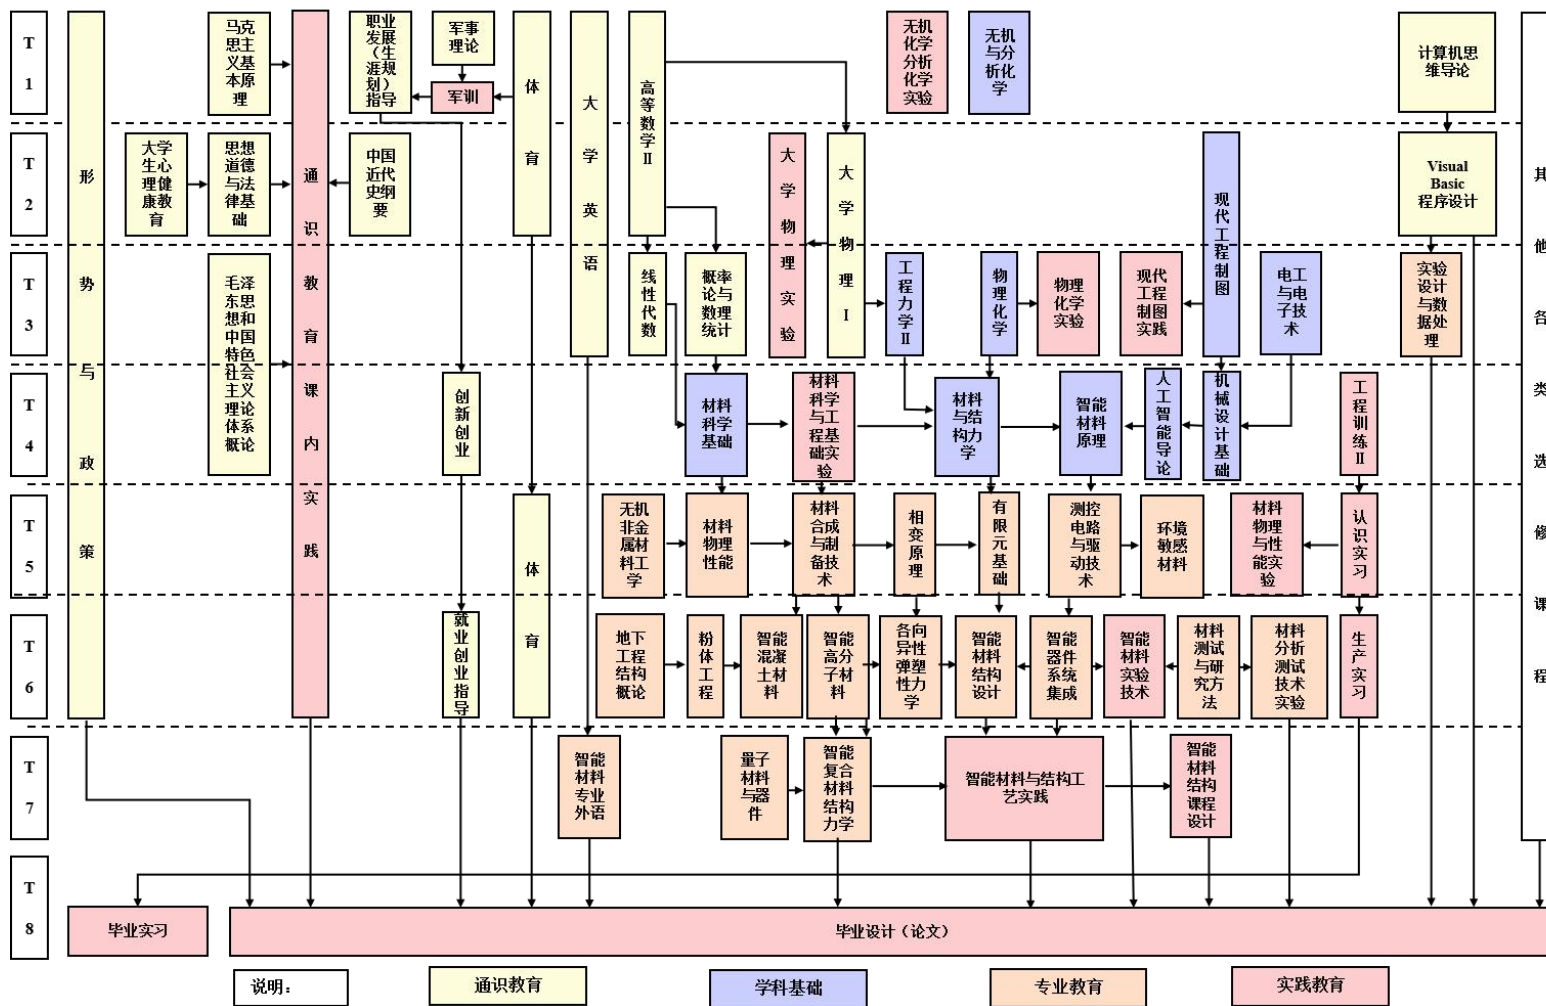 T
1
马克
思主
义基
本原
理
职业
发展
（生
涯规
划）
指导
军事
理论
军训
体
育
大
学
英
语
高
等
数
学
II
无机
化学
分析
化学
实验
无机
与分
析化
学
计算机思
维导论
T
2
形
势
与
政
策
大学
生心
理健
康教
育
思想
道德
与法
律基
础
通
识
教
育
课
内
实
践
中国
近代
史纲
要
大
学
物
理
实
验
大
学
物
理
I
现
代
工
程
制
图
Visual
Basic
程序设计
其
他
各
类
选
修
课
程
T
3
毛泽
东思
想和
中国
特色
社会
主义
理论
体系
概论
线
性
代
数
概率
论与
数理
统计
工
程
力
学
II
物
理
化
学
物理
化学
实验
现代
工程
制图
实践
电工
与电
子技
术
实验
设计
与数
据处
理
T
4
创
新
创
业
材料
科学
基础
材料
科学
与工
程基
础实
验
材料
与结
构力
学
智能
材料
原理
人
工
智
能
导
论
机
械
设
计
基
础
工
程
训
练
II
T
5
体
育
无机
非金
属材
料工
学
材料
物理
性能
材料
合成
与制
备技
术
相
变
原
理
有
限
元
基
础
测控
电路
与驱
动技
术
环境
敏感
材料
材料
物理
与性
能实
验
认
识
实
习
T
6
就
业
创
业
指
导
地下
工程
结构
概论
粉
体
工
程
智能
混凝
土材
料
智能
高分
子材
料
各向
异性
弹塑
性力
学
智能
材料
结构
设计
智能
器件
系统
集成
智能
材料
实验
技术
材料
测试
与研
究方
法
材料
分析
测试
技术
实验
生
产
实
习
T
7
智能
材料
专业
外语
量子
材料
与器
件
智能
复合
材料
结构
力学
智能材料与结构工
艺实践
智能
材料
结构
课程
设计
T
8
毕业实习
毕业设计（论文）
说明：
通识教育
学科基础
专业教育
实践教育